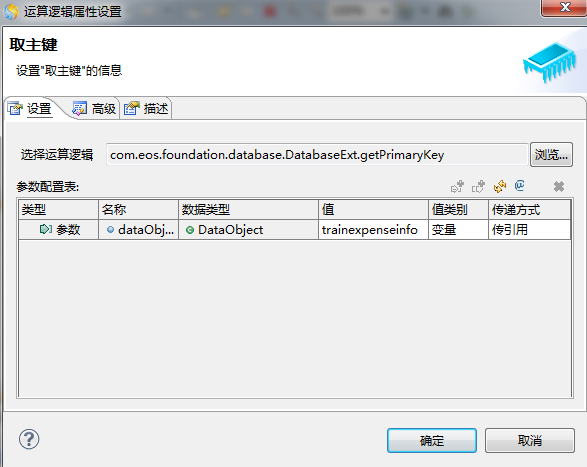 运算逻辑属性设置
取主键
设置"取主键"的信息
设置 高级 描述
选择运算逻辑 com.eos.foundation.database.DatabaseExt.getPrimaryKey 浏览...
参数配置表:
类型 名称 数据类型 值 值类别 传递方式
参数 dataObj... DataObject trainexpenseinfo 变量 传引用
确定 取消